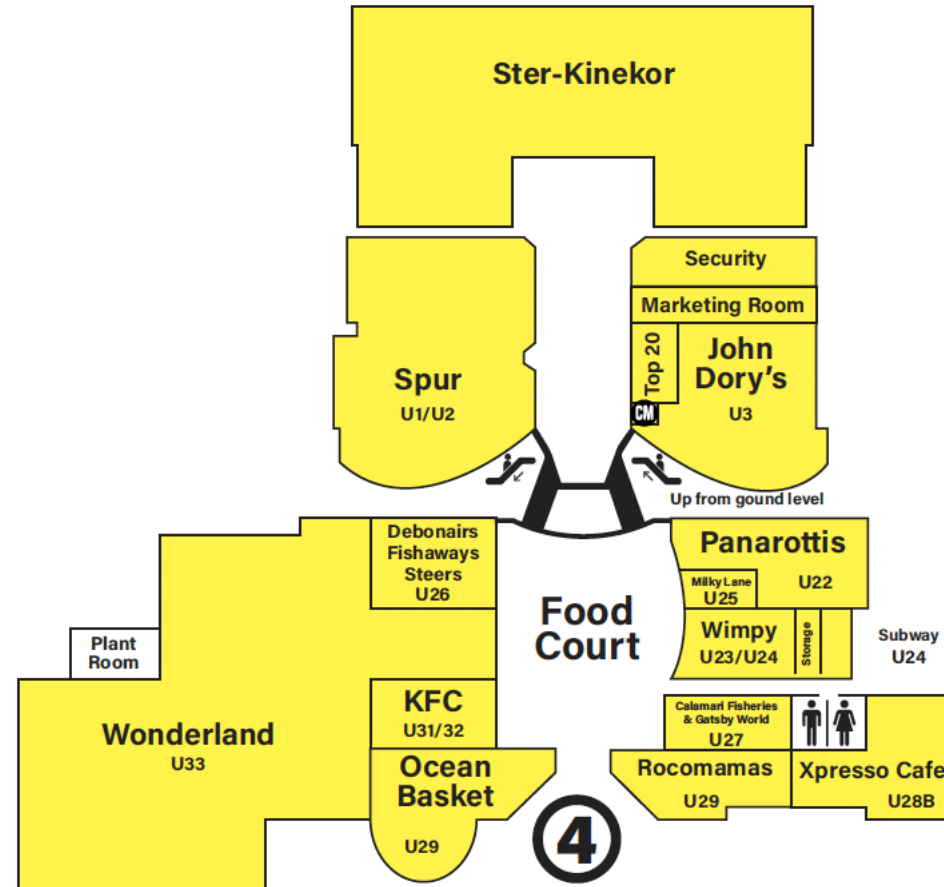 Ster-Kinekor
Security
Marketing Room
Top 20
John
Dory's
U3
CM
Spur
U1/U2
Up from gound level
Debonairs
Fishaways
Steers
U26
Panarottis
U22
Milky Lane
U25
Food
Court
Wimpy
U23/U24
Storage
Subway
U24
Plant
Room
Wonderland
U33
KFC
U31/32
Calamari Fisheries
& Gatsby World
U27
Ocean
Basket
U29
Rocomamas
U29
Xpresso Cafe
U28B
4